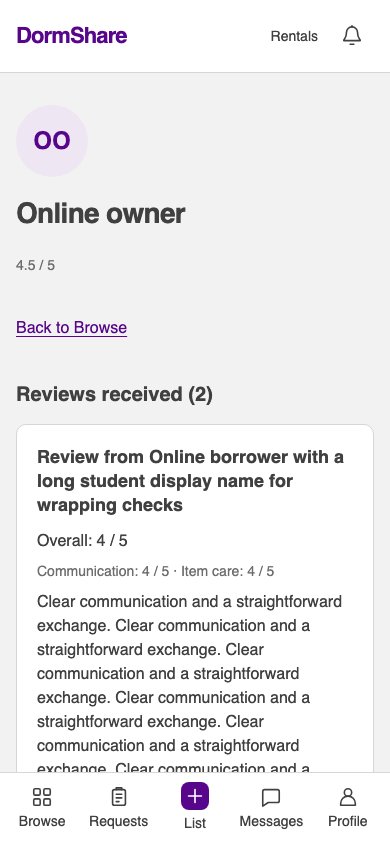 DormShare
Rentals
OO
Online owner
4.5 / 5
Back to Browse
Reviews received (2)
Review from Online borrower with a
long student display name for
wrapping checks
Overall: 4 / 5
Communication: 4 / 5 · Item care: 4 / 5
Clear communication and a straightforward
exchange. Clear communication and a
straightforward exchange. Clear
communication and a straightforward
exchange. Clear communication and a
straightforward exchange. Clear
communication and a straightforward
exchange. Clear communication and a
Browse
Requests
List
Messages
Profile